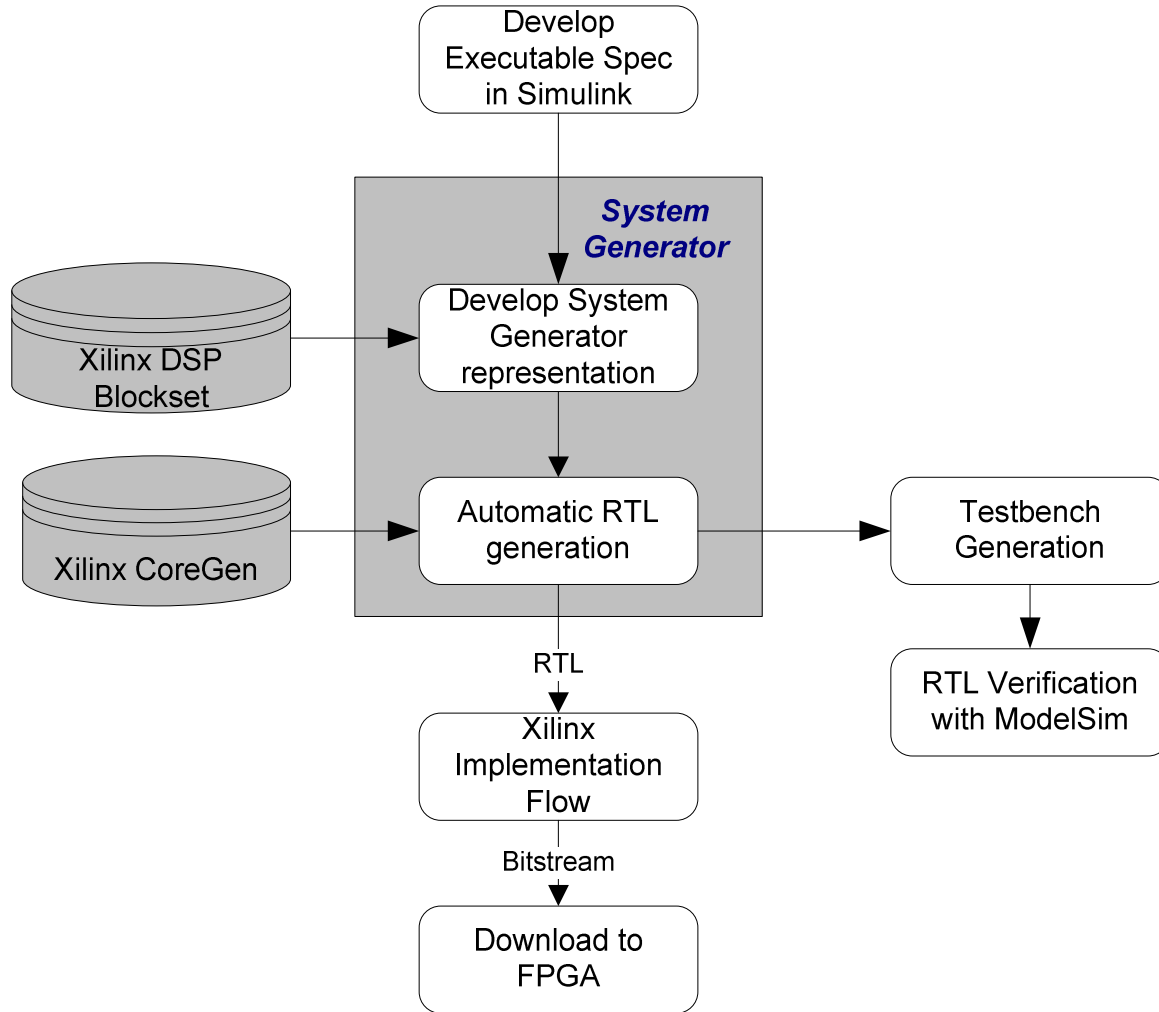 Develop
Executable Spec
in Simulink
System
Generator
Develop System
Generator
representation
Xilinx DSP
Blockset
Automatic RTL
generation
Xilinx CoreGen
Testbench
Generation
RTL
RTL Verification
with ModelSim
Xilinx
Implementation
Flow
Bitstream
Download to
FPGA